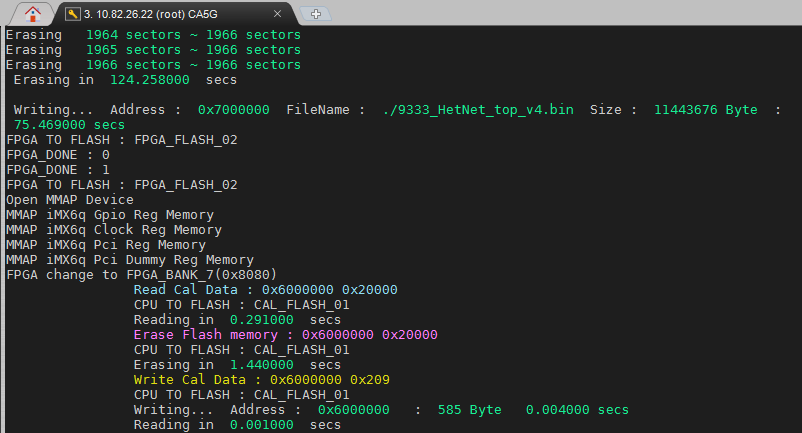 3. 10.82.26.22 (root) CA5G
Erasing 1964 sectors ~ 1966 sectors
Erasing 1965 sectors ~ 1966 sectors
Erasing 1966 sectors ~ 1966 sectors
Erasing in 124.258000 secs
Writing... Address : 0x7000000 FileName : ./9333_HetNet_top_v4.bin Size : 11443676 Byte :
75.469000 secs
FPGA TO FLASH : FPGA_FLASH_02
FPGA_DONE : 0
FPGA_DONE : 1
FPGA TO FLASH : FPGA_FLASH_02
Open MMAP Device
MMAP iMX6q Gpio Reg Memory
MMAP iMX6q Clock Reg Memory
MMAP iMX6q Pci Reg Memory
MMAP iMX6q Pci Dummy Reg Memory
FPGA change to FPGA_BANK_7(0x8080)
Read Cal Data : 0x6000000 0x20000
CPU TO FLASH : CAL_FLASH_01
Reading in 0.291000 secs
Erase Flash memory : 0x6000000 0x20000
CPU TO FLASH : CAL_FLASH_01
Erasing in 1.440000 secs
Write Cal Data : 0x6000000 0x209
CPU TO FLASH : CAL_FLASH_01
Writing... Address : 0x6000000 : 585 Byte 0.004000 secs
Reading in 0.001000 secs